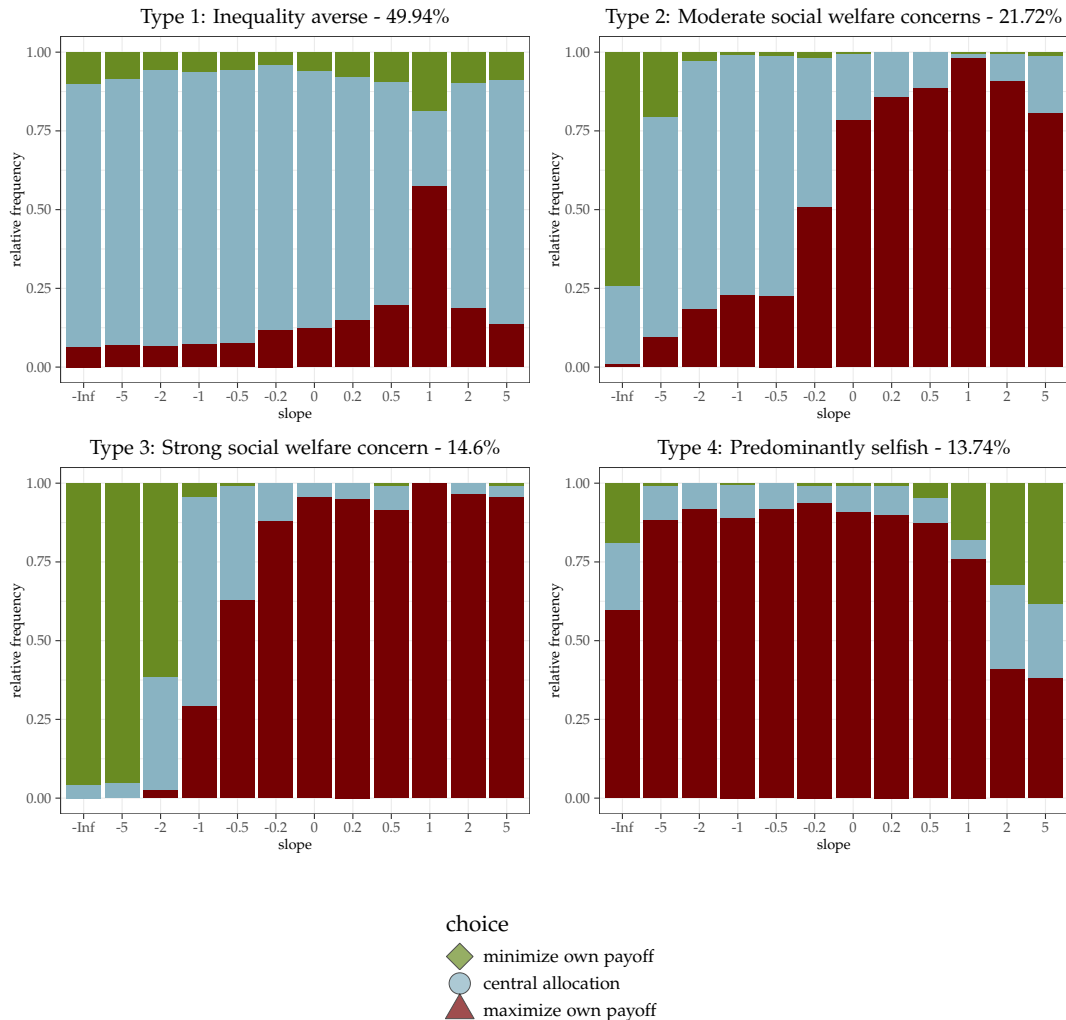 Type 1: Inequality averse - 49.94%
Type 2: Moderate social welfare concerns - 21.72%
relative frequency
1.00
0.75
0.50
0.25
0.00
-Inf -5 -2 -1 -0.5 -0.2 0 0.2 0.5 1 2 5
slope
relative frequency
1.00
0.75
0.50
0.25
0.00
-Inf -5 -2 -1 -0.5 -0.2 0 0.2 0.5 1 2 5
slope
Type 3: Strong social welfare concern - 14.6%
Type 4: Predominantly selfish - 13.74%
relative frequency
1.00
0.75
0.50
0.25
0.00
-Inf -5 -2 -1 -0.5 -0.2 0 0.2 0.5 1 2 5
slope
relative frequency
1.00
0.75
0.50
0.25
0.00
-Inf -5 -2 -1 -0.5 -0.2 0 0.2 0.5 1 2 5
slope
choice
minimize own payoff
central allocation
maximize own payoff